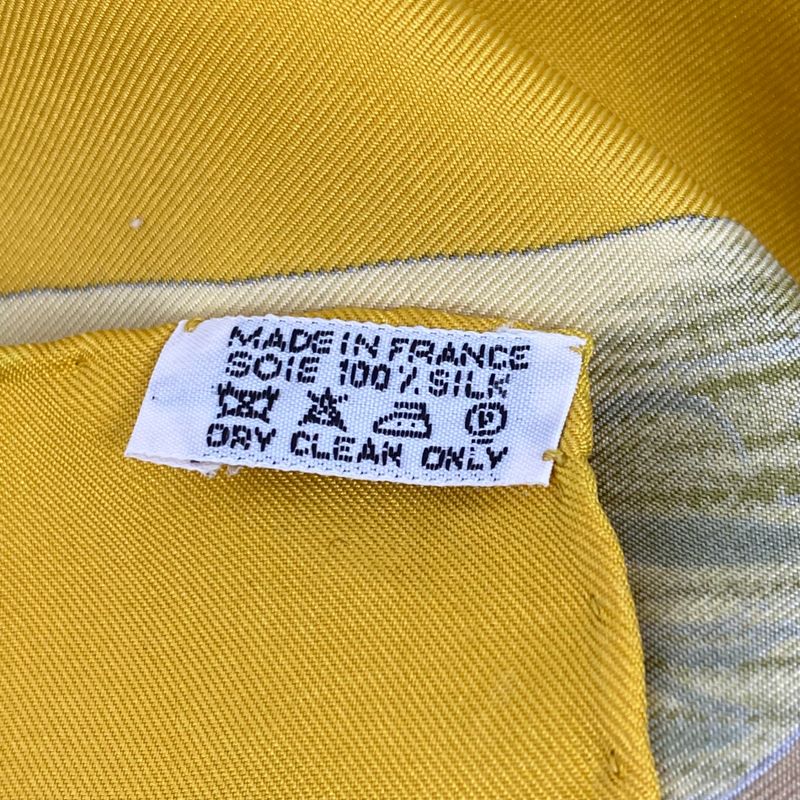 MADE IN FRANCE
SOIE 100% SILK
P
DRY CLEAN ONLY